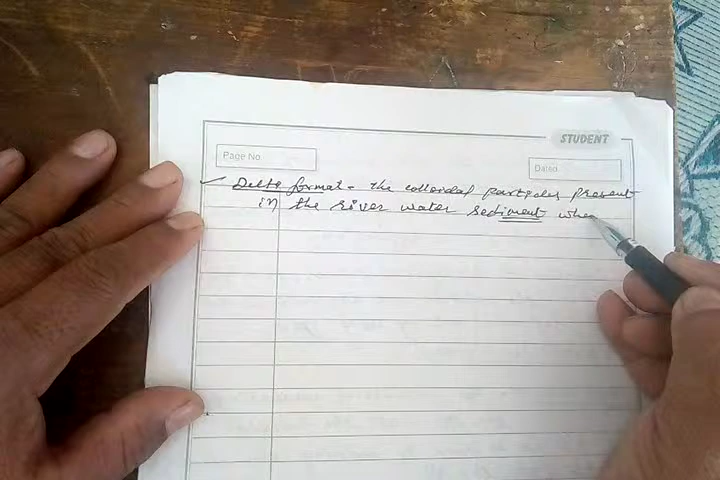 STUDENT
Page No.
Dated
Delta format - the colloidal particles present
in the river water sediment when